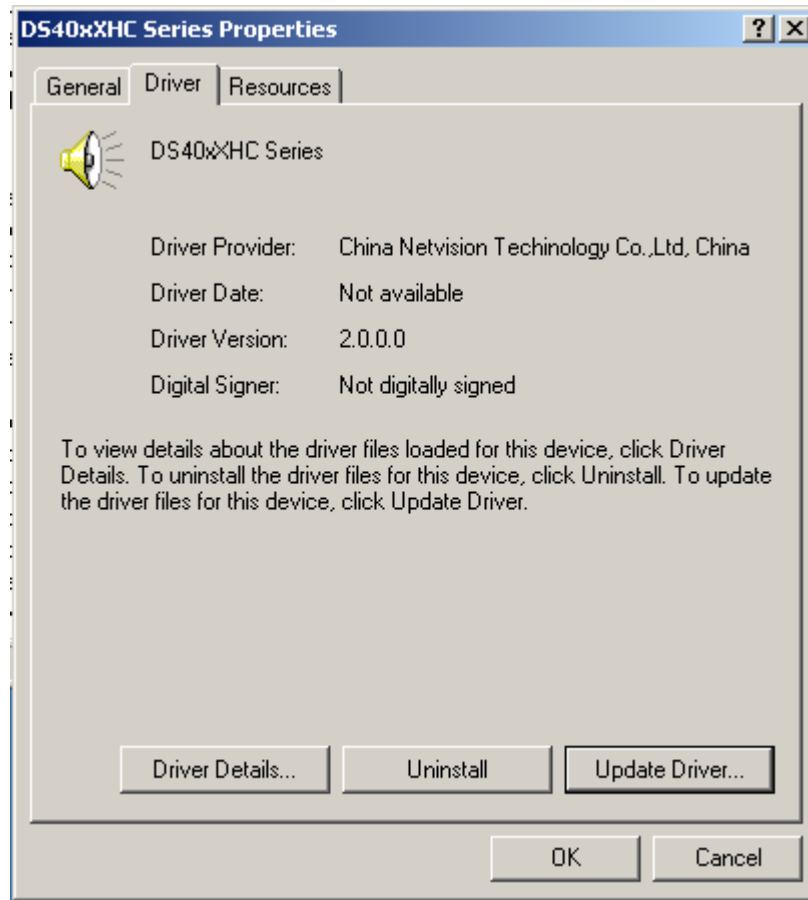 DS40xXHC Series Properties
General Driver Resources
DS40xXHC Series
Driver Provider: China Netvision Techinology Co.,Ltd, China
Driver Date: Not available
Driver Version: 2.0.0.0
Digital Signer: Not digitally signed
To view details about the driver files loaded for this device, click Driver
Details. To uninstall the driver files for this device, click Uninstall. To update
the driver files for this device, click Update Driver.
Driver Details... Uninstall Update Driver...
OK Cancel